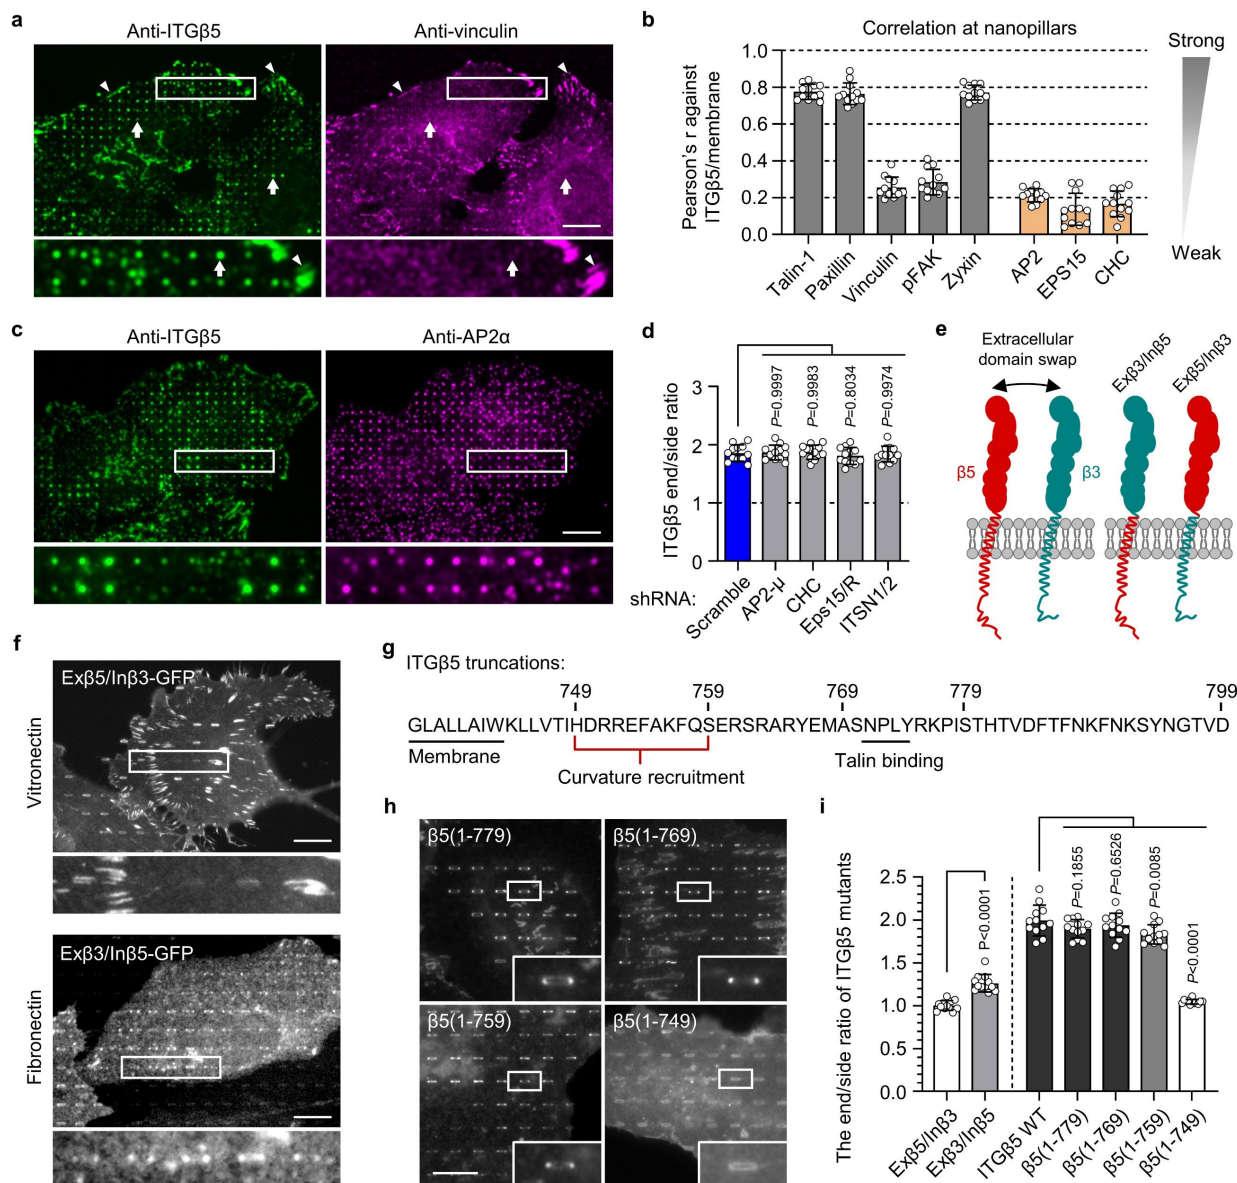 a
Anti-ITGβ5
Anti-vinculin
b
Correlation at nanopillars
Pearson's r against
ITGβ5/membrane
1.0
0.8
0.6
0.4
0.2
0
Talin-1
Paxillin
Vinculin
pFAK
Zyxin
AP2
EPS15
CHC
Strong
Weak
c
Anti-ITGβ5
Anti-AP2α
d
ITGβ5 end/side ratio
3
2
1
0
P=0.9997
P=0.9983
P=0.8034
P=0.9974
shRNA:
Scramble
AP2-μ
CHC
Eps15/R
ITSN1/2
e
Extracellular
domain swap
Exβ3/Inβ5
Exβ5/Inβ3
β5
β3
f
Vitronectin
Exβ5/Inβ3-GFP
Fibronectin
Exβ3/Inβ5-GFP
g
ITGβ5 truncations:
749 759 769 779 799
GLALLAIWKLLVTIHDRREFAKFQSERSRARYEMASNPLYRKPISTHTVDFTFNKFNKSYNGTVD
Membrane
Curvature recruitment
Talin binding
h
β5(1-779)
β5(1-769)
β5(1-759)
β5(1-749)
i
The end/side ratio of ITGβ5 mutants
2.5
2.0
1.5
1.0
0.5
0.0
P<0.0001
P=0.1855
P=0.6526
P=0.0085
P<0.0001
Exβ5/Inβ3
Exβ3/Inβ5
ITGβ5 WT
β5(1-779)
β5(1-769)
β5(1-759)
β5(1-749)